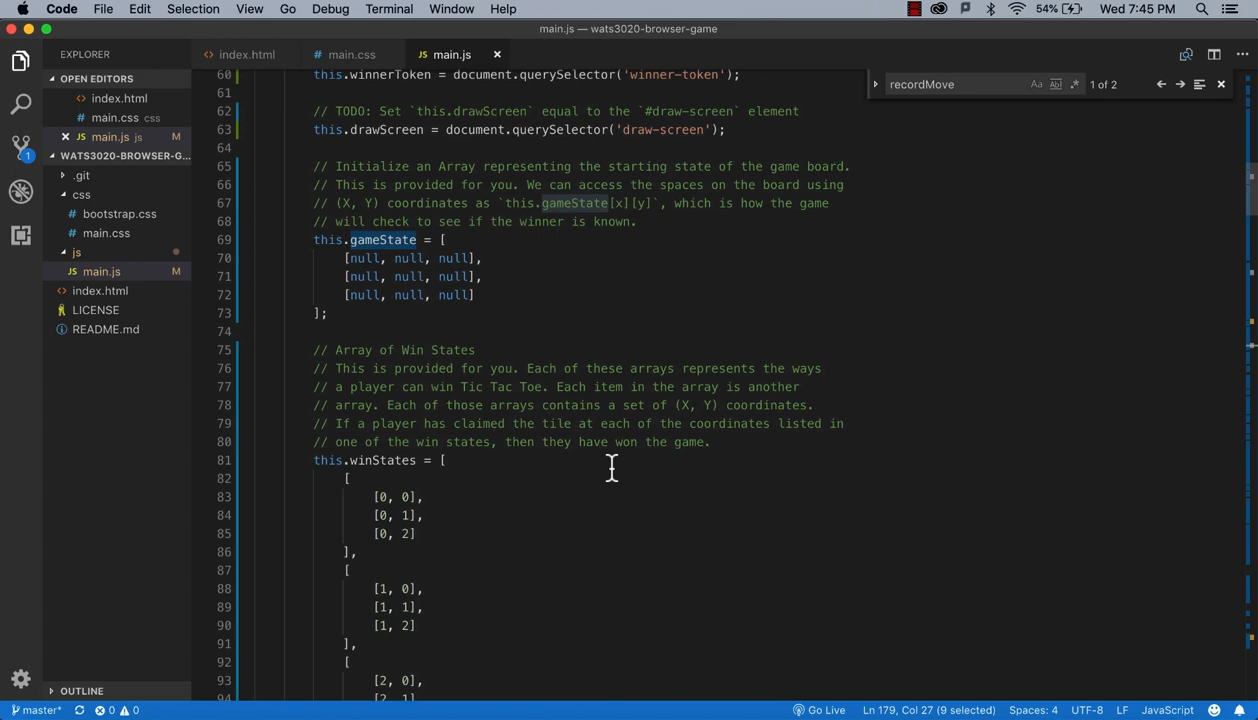 Code File Edit Selection View Go Debug Terminal Window Help 54% Wed 7:45 PM
main.js — wats3020-browser-game
EXPLORER
index.html main.css JS main.js
recordMove Aa Abl .* 1 of 2
OPEN EDITORS
index.html
main.css css
JS main.js js M
WATS3020-BROWSER-G...
.git
css
bootstrap.css
main.css
js
JS main.js M
index.html
LICENSE
README.md
OUTLINE
60 this.winnerToken = document.querySelector('winner-token');
61
62 // TODO: Set `this.drawScreen` equal to the `#draw-screen` element
63 this.drawScreen = document.querySelector('draw-screen');
64
65 // Initialize an Array representing the starting state of the game board.
66 // This is provided for you. We can access the spaces on the board using
67 // (X, Y) coordinates as `this.gameState[x][y]`, which is how the game
68 // will check to see if the winner is known.
69 this.gameState = [
70 [null, null, null],
71 [null, null, null],
72 [null, null, null]
73 ];
74
75 // Array of Win States
76 // This is provided for you. Each of these arrays represents the ways
77 // a player can win Tic Tac Toe. Each item in the array is another
78 // array. Each of those arrays contains a set of (X, Y) coordinates.
79 // If a player has claimed the tile at each of the coordinates listed in
80 // one of the win states, then they have won the game.
81 this.winStates = [
82 [
83 [0, 0],
84 [0, 1],
85 [0, 2]
86 ],
87 [
88 [1, 0],
89 [1, 1],
90 [1, 2]
91 ],
92 [
93 [2, 0],
94 [2, 1],
master* 0 0 Go Live Ln 179, Col 27 (9 selected) Spaces: 4 UTF-8 LF JavaScript